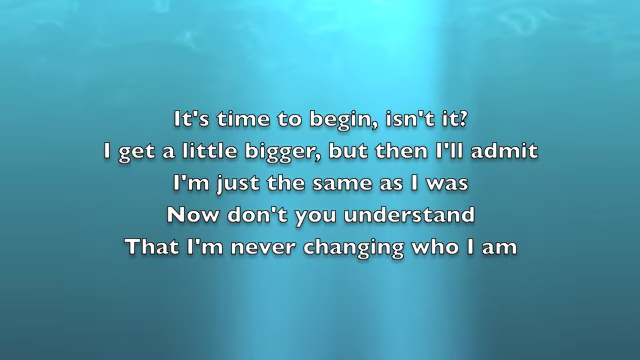 It's time to begin, isn't it?
I get a little bigger, but then I'll admit
I'm just the same as I was
Now don't you understand
That I'm never changing who I am